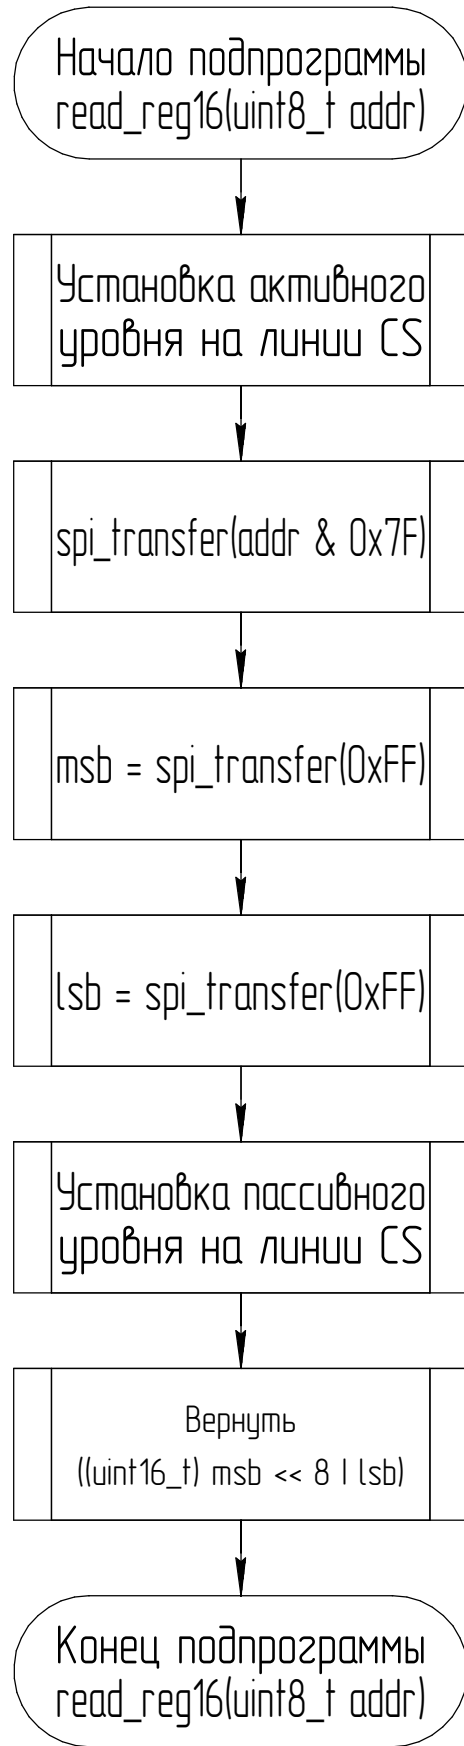 Начало подпрограммы
read_reg16(uint8_t addr)
Установка активного
уровня на линии CS
spi_transfer(addr & 0x7F)
msb = spi_transfer(0xFF)
lsb = spi_transfer(0xFF)
Установка пассивного
уровня на линии CS
Вернуть
((uint16_t) msb << 8 | lsb)
Конец подпрограммы
read_reg16(uint8_t addr)